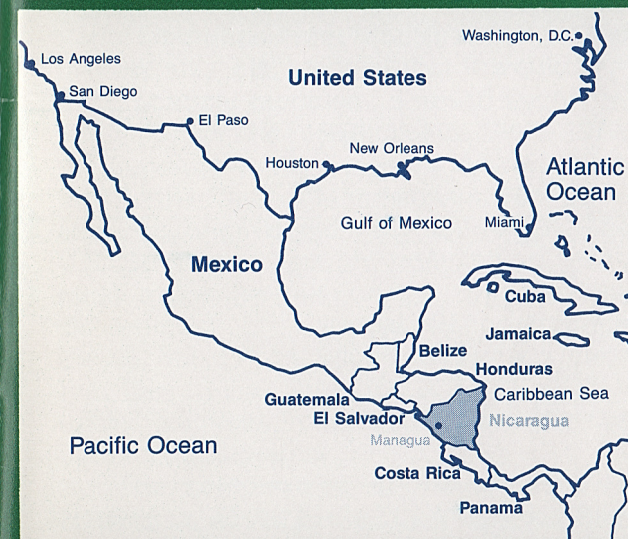 Washington, D.C.
Los Angeles
United States
San Diego
El Paso
New Orleans
Houston
Atlantic
Ocean
Gulf of Mexico
Miami
Mexico
Cuba
Jamaica
Belize
Honduras
Guatemala
Caribbean Sea
El Salvador
Nicaragua
Managua
Pacific Ocean
Costa Rica
Panama